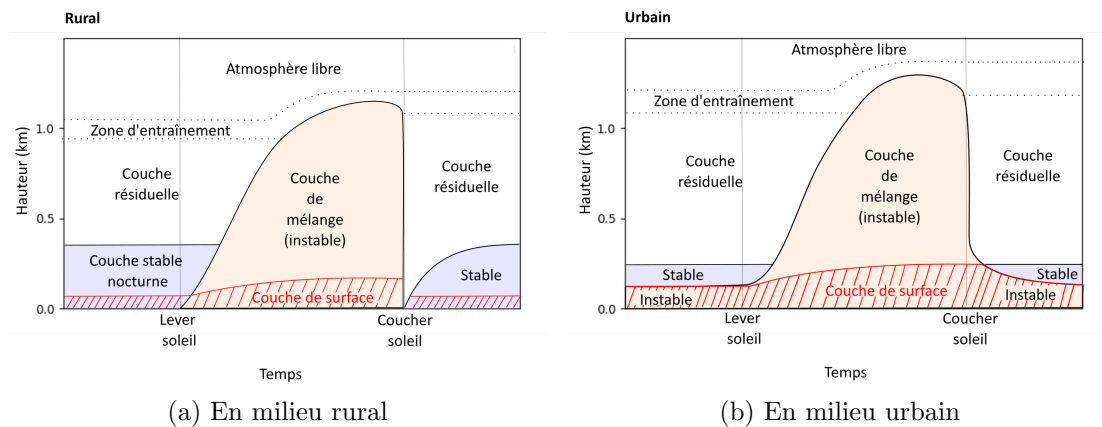 Rural
Atmosphère libre
Zone d'entraînement
1.0
Hauteur (km)
Couche
résiduelle
Couche
de
mélange
(instable)
Couche
résiduelle
0.5
Couche stable
nocturne
Stable
Couche de surface
0.0
Lever
soleil
Coucher
soleil
Temps
(a) En milieu rural
Urbain
Atmosphère libre
Zone d'entraînement
1.0
Hauteur (km)
Couche
résiduelle
Couche
de
mélange
(instable)
Couche
résiduelle
0.5
Stable
Stable
Instable
Couche de surface
Instable
0.0
Lever
soleil
Coucher
soleil
Temps
(b) En milieu urbain